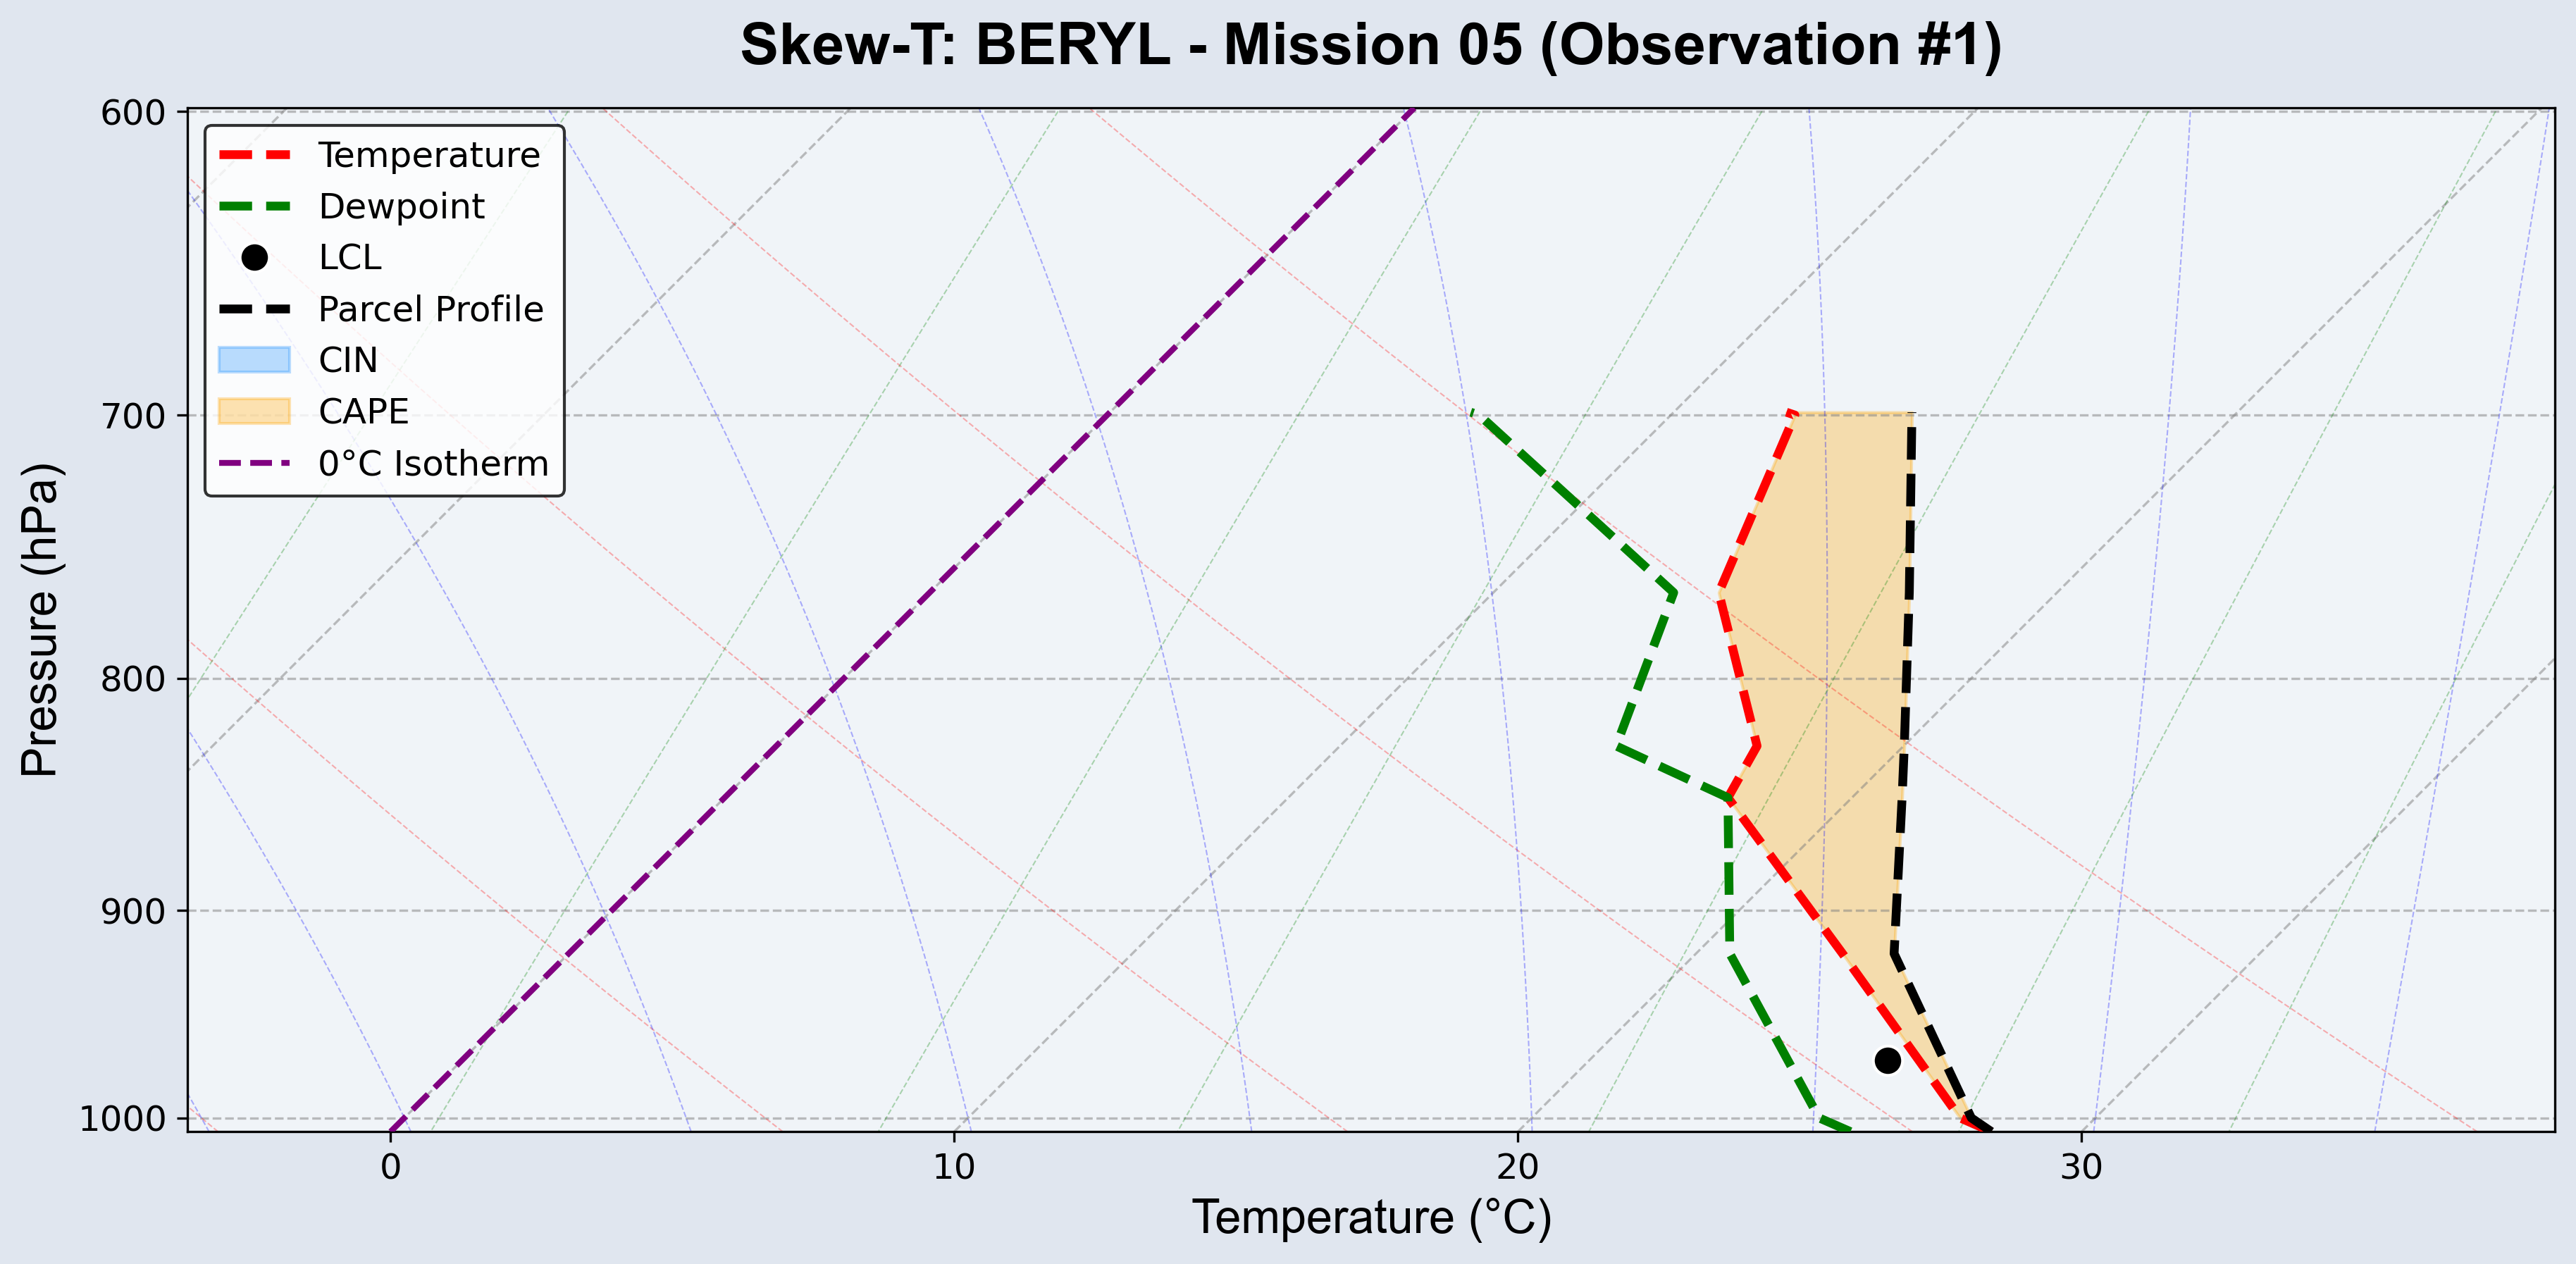 Skew-T: BERYL - Mission 05 (Observation #1)
600
700
800
900
1000
Pressure (hPa)
Temperature
Dewpoint
LCL
Parcel Profile
CIN
CAPE
0°C Isotherm
0
10
20
30
Temperature (°C)